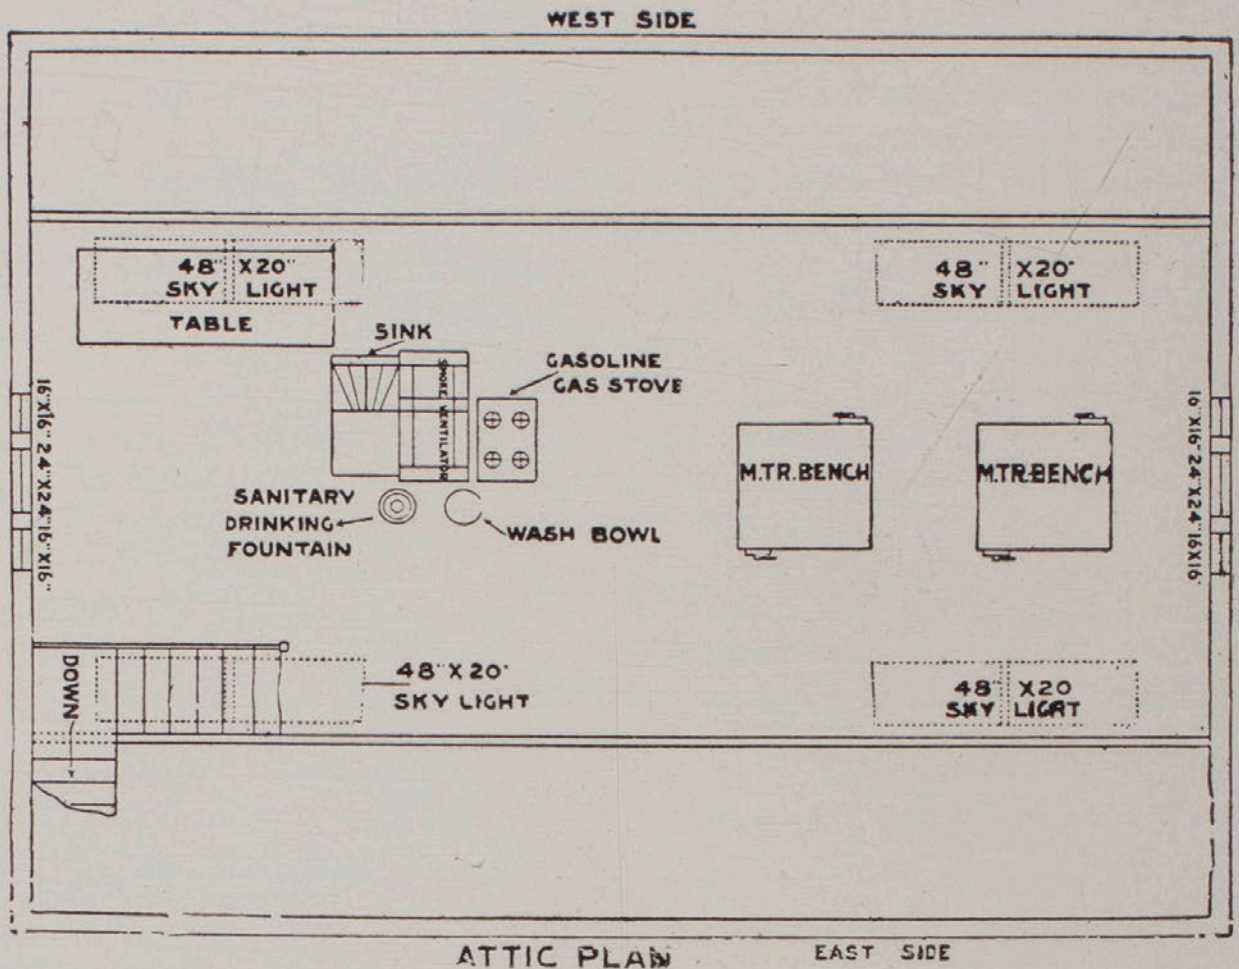 WEST SIDE
48" X20"
SKY LIGHT
TABLE
48" X20"
SKY LIGHT
SINK
SMOKE VENTILATOR
GASOLINE
GAS STOVE
16"X16" 24"X24" 16"X16"
16"X16" 24"X24" 16X16"
M.TR.BENCH
M.TR.BENCH
SANITARY
DRINKING
FOUNTAIN
WASH BOWL
DOWN
48"X20"
SKY LIGHT
48" X20
SKY LIGHT
ATTIC PLAN
EAST SIDE